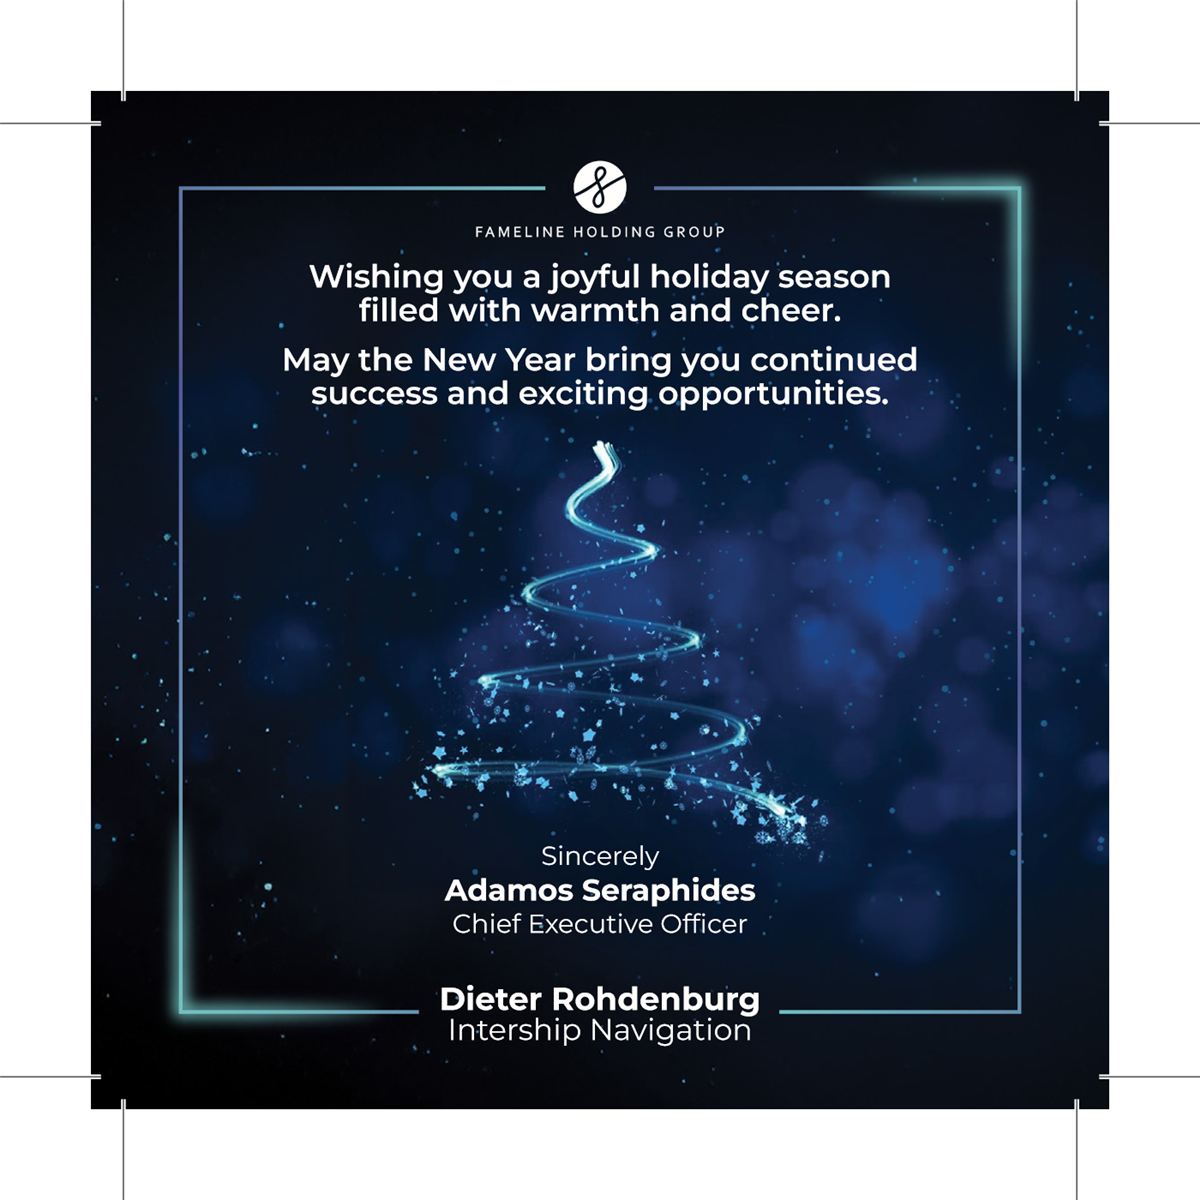 FAMELINE HOLDING GROUP
Wishing you a joyful holiday season
filled with warmth and cheer.
May the New Year bring you continued
success and exciting opportunities.
Sincerely
Adamos Seraphides
Chief Executive Officer
Dieter Rohdenburg
Intership Navigation